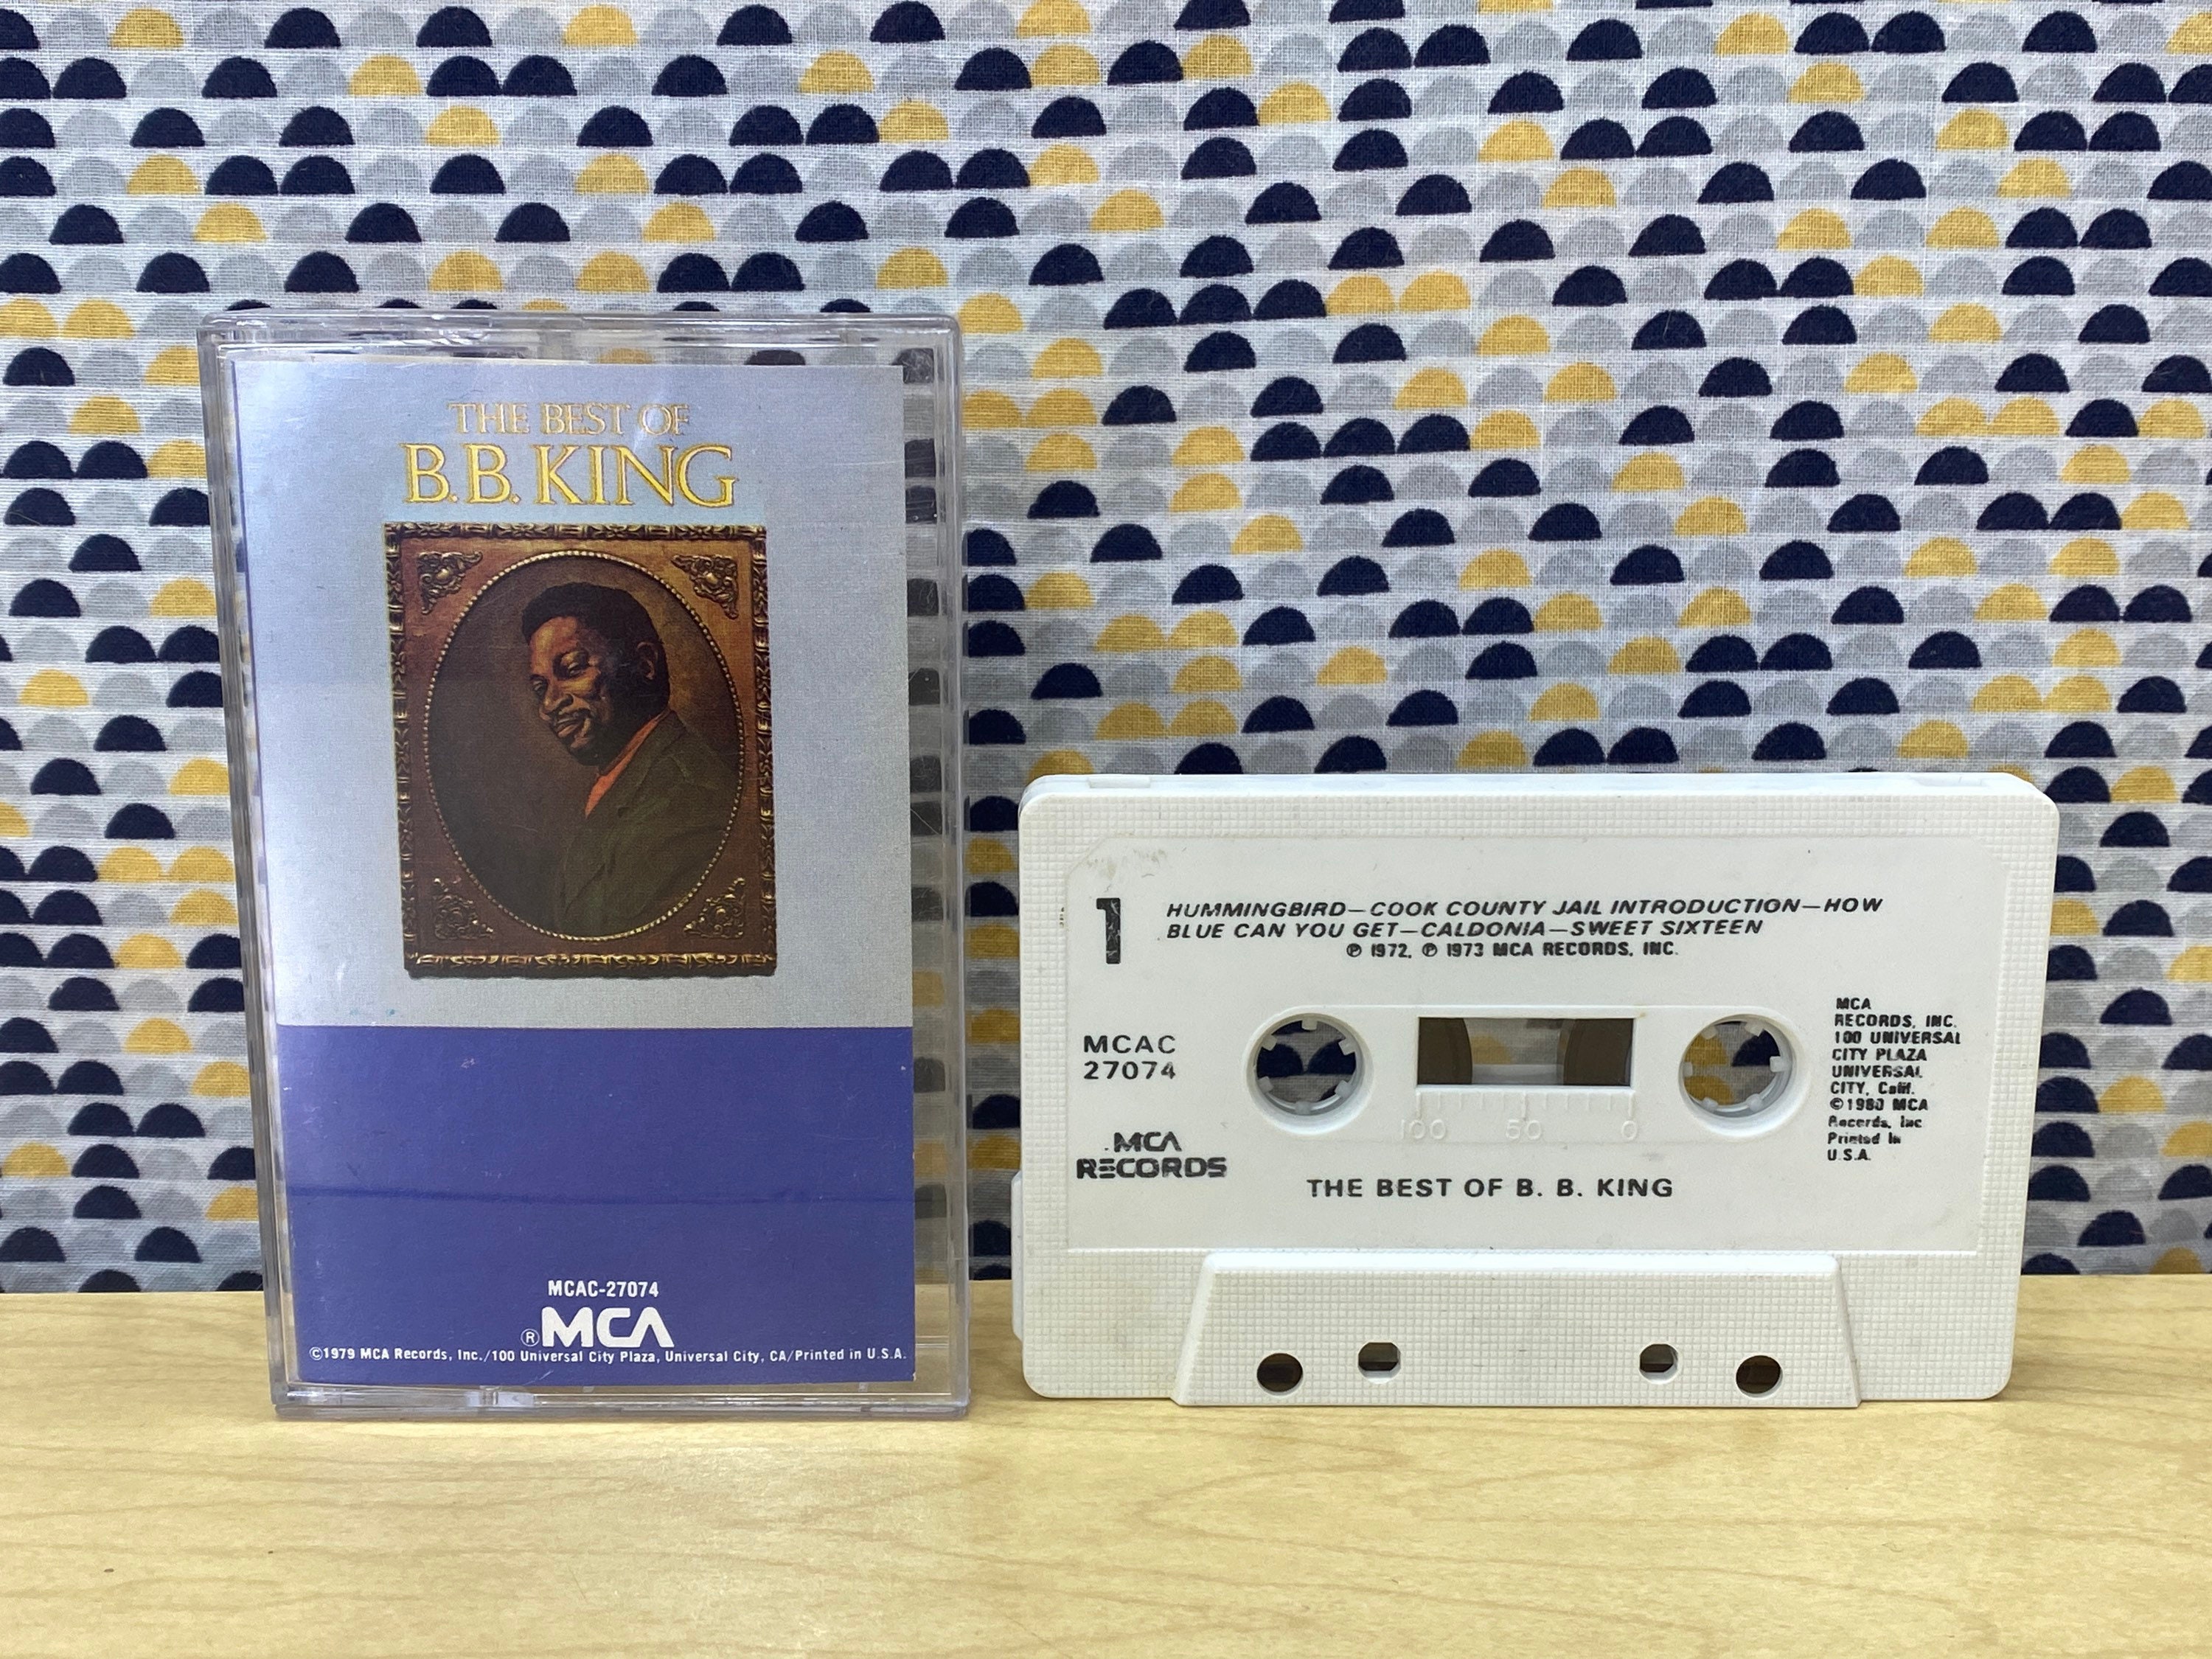 THE BEST OF
B.B. KING
MCAC-27074
®MCA
©1979 MCA Records, Inc./100 Universal City Plaza, Universal City, CA/Printed in U.S.A.
1
HUMMINGBIRD—COOK COUNTY JAIL INTRODUCTION—HOW
BLUE CAN YOU GET—CALDONIA—SWEET SIXTEEN
℗ 1972, ℗ 1973 MCA RECORDS, INC.
MCAC
27074
MCA
RECORDS
100 50 0
THE BEST OF B. B. KING
MCA
RECORDS, INC.
100 UNIVERSAL
CITY PLAZA
UNIVERSAL
CITY, Calif.
©1980 MCA
Records, Inc
Printed In
U.S.A.